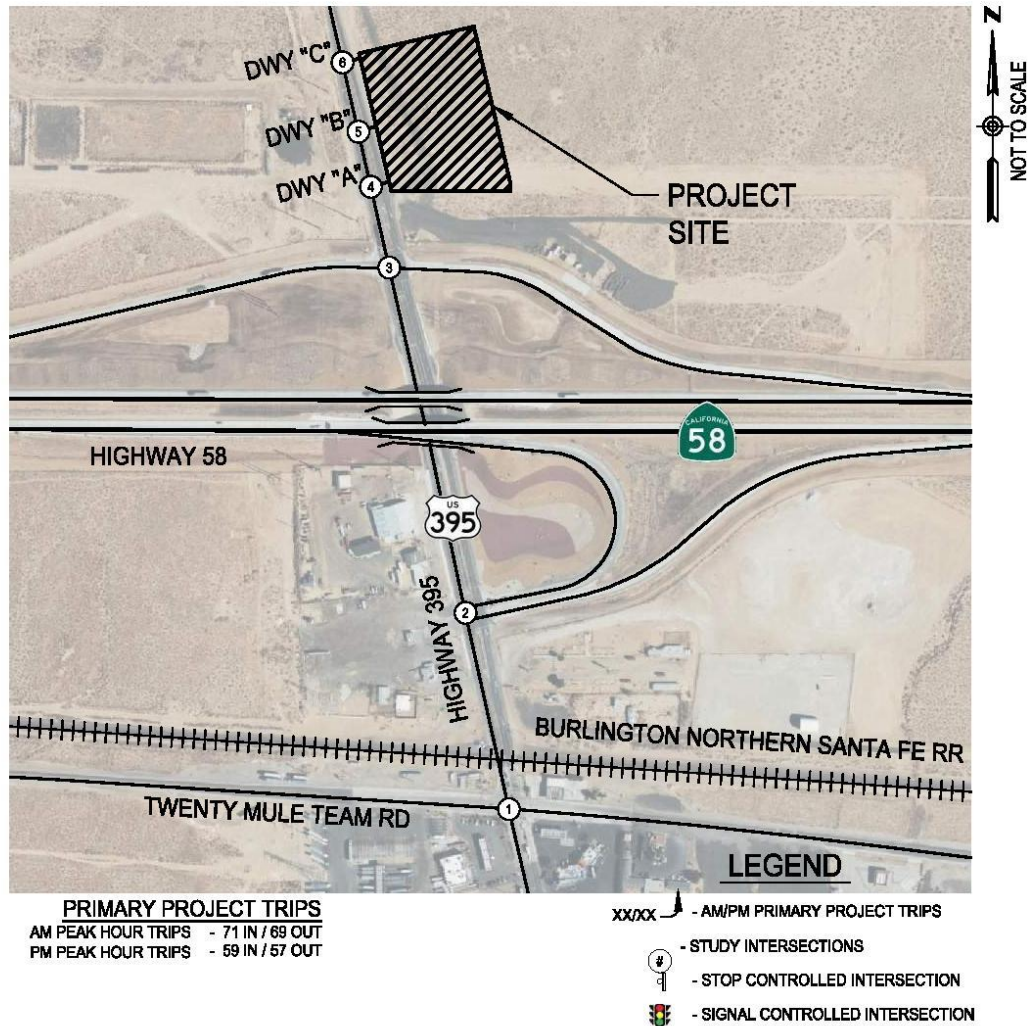 DWY "C"
6
Z
NOT TO SCALE
DWY "B"
5
DWY "A"
4
PROJECT
SITE
3
CALIFORNIA
58
HIGHWAY 58
US
395
HIGHWAY 395
2
BURLINGTON NORTHERN SANTA FE RR
TWENTY MULE TEAM RD
1
LEGEND
PRIMARY PROJECT TRIPS
AM PEAK HOUR TRIPS - 71 IN / 69 OUT
PM PEAK HOUR TRIPS - 59 IN / 57 OUT
XX/XX - AM/PM PRIMARY PROJECT TRIPS
# - STUDY INTERSECTIONS
- STOP CONTROLLED INTERSECTION
- SIGNAL CONTROLLED INTERSECTION